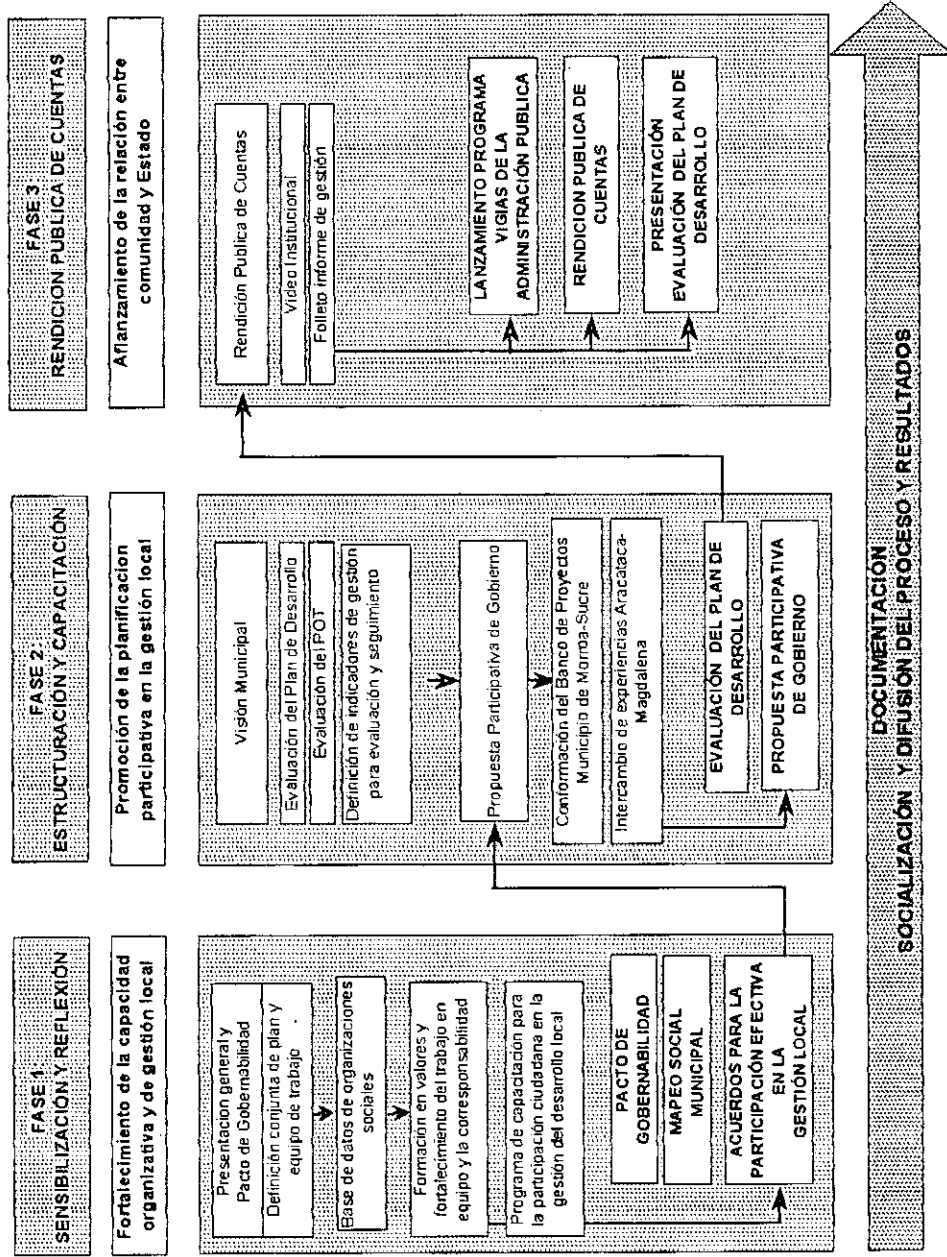 FASE 1
SENSIBILIZACIÓN Y REFLEXIÓN
Fortalecimiento de la capacidad
organizativa y de gestión local
Presentacion general y
Pacto de Gobernabilidad
Definición conjunta de plan y
equipo de trabajo
Base de datos de organizaciones
sociales
Formacion en valores y
fortalecimiento del trabajo en
equipo y la corresponsabilidad
Programa de capacitación para
la participación ciudadana en la
gestión del desarrollo local
PACTO DE
GOBERNABILIDAD
MAPEO SOCIAL
MUNICIPAL
ACUERDOS PARA LA
PARTICIPACIÓN EFECTIVA
EN LA
GESTIÓN LOCAL
FASE 2:
ESTRUCTURACIÓN Y CAPACITACIÓN
Promoción de la planificacion
participativa en la gestión local
Visión Municipal
Evaluación del Plan de Desarrollo
Evaluación del POT
Definición de indicadores de gestión
para evaluación y seguimiento
Propuesta Participativa de Gobierno
Conformación del Banco de Proyectos
Municipio de Morroa-Sucre
Intercambio de experiencias Aracataca-
Magdalena
EVALUACIÓN DEL PLAN DE
DESARROLLO
PROPUESTA PARTICIPATIVA
DE GOBIERNO
FASE 3:
RENDICION PUBLICA DE CUENTAS
Afianzamiento de la relación entre
comunidad y Estado
Rendición Publica de Cuentas
Video Institucional
Folleto informe de gestión
LANZAMIENTO PROGRAMA
VIGIAS DE LA
ADMINISTRACIÓN PUBLICA
RENDICION PUBLICA DE
CUENTAS
PRESENTACIÓN
EVALUACIÓN DEL PLAN DE
DESARROLLO
DOCUMENTACION
SOCIALIZACIÓN Y DIFUSIÓN DEL PROCESO Y RESULTADOS